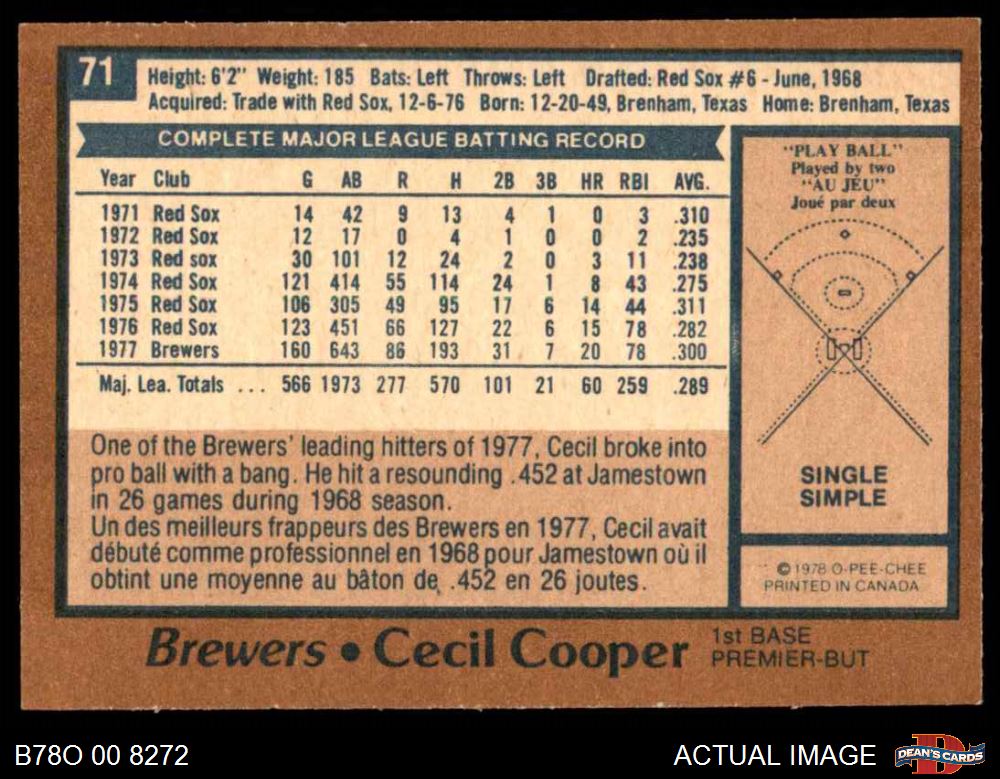 71
Height: 6'2" Weight: 185 Bats: Left Throws: Left Drafted: Red Sox #6 - June, 1968
Acquired: Trade with Red Sox, 12-6-76 Born: 12-20-49, Brenham, Texas Home: Brenham, Texas
COMPLETE MAJOR LEAGUE BATTING RECORD
Year Club G AB R H 2B 3B HR RBI AVG.
1971 Red Sox 14 42 9 13 4 1 0 3 .310
1972 Red Sox 12 17 0 4 1 0 0 2 .235
1973 Red sox 30 101 12 24 2 0 3 11 .238
1974 Red Sox 121 414 55 114 24 1 8 43 .275
1975 Red Sox 106 305 49 95 17 6 14 44 .311
1976 Red Sox 123 451 66 127 22 6 15 78 .282
1977 Brewers 160 643 86 193 31 7 20 78 .300
Maj. Lea. Totals ... 566 1973 277 570 101 21 60 259 .289
One of the Brewers' leading hitters of 1977, Cecil broke into
pro ball with a bang. He hit a resounding .452 at Jamestown
in 26 games during 1968 season.
Un des meilleurs frappeurs des Brewers en 1977, Cecil avait
débuté comme professionnel en 1968 pour Jamestown où il
obtint une moyenne au bâton de .452 en 26 joutes.
"PLAY BALL"
Played by two
"AU JEU"
Joué par deux
SINGLE
SIMPLE
© 1978 O-PEE-CHEE
PRINTED IN CANADA
Brewers • Cecil Cooper
1st BASE
PREMIER-BUT
B78O 00 8272
ACTUAL IMAGE
D
DEAN'S CARDS